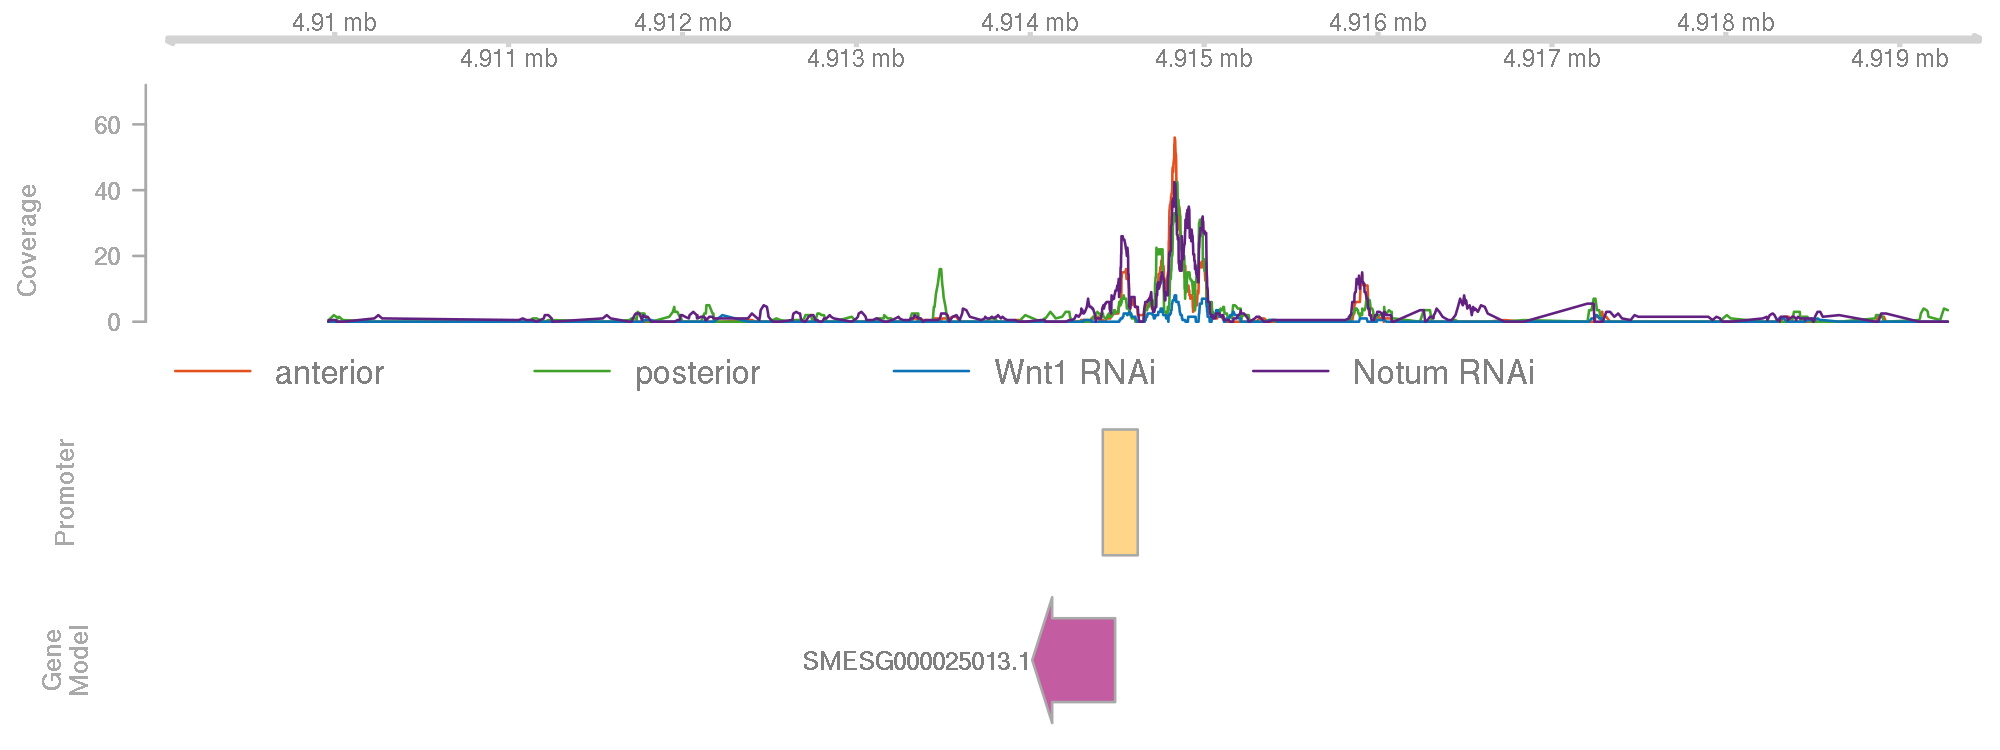 4.91 mb 4.912 mb 4.914 mb 4.916 mb 4.918 mb
4.911 mb 4.913 mb 4.915 mb 4.917 mb 4.919 mb
60
40
20
0
Coverage
anterior posterior Wnt1 RNAi Notum RNAi
Promoter
Gene
Model
SMESG000025013.1